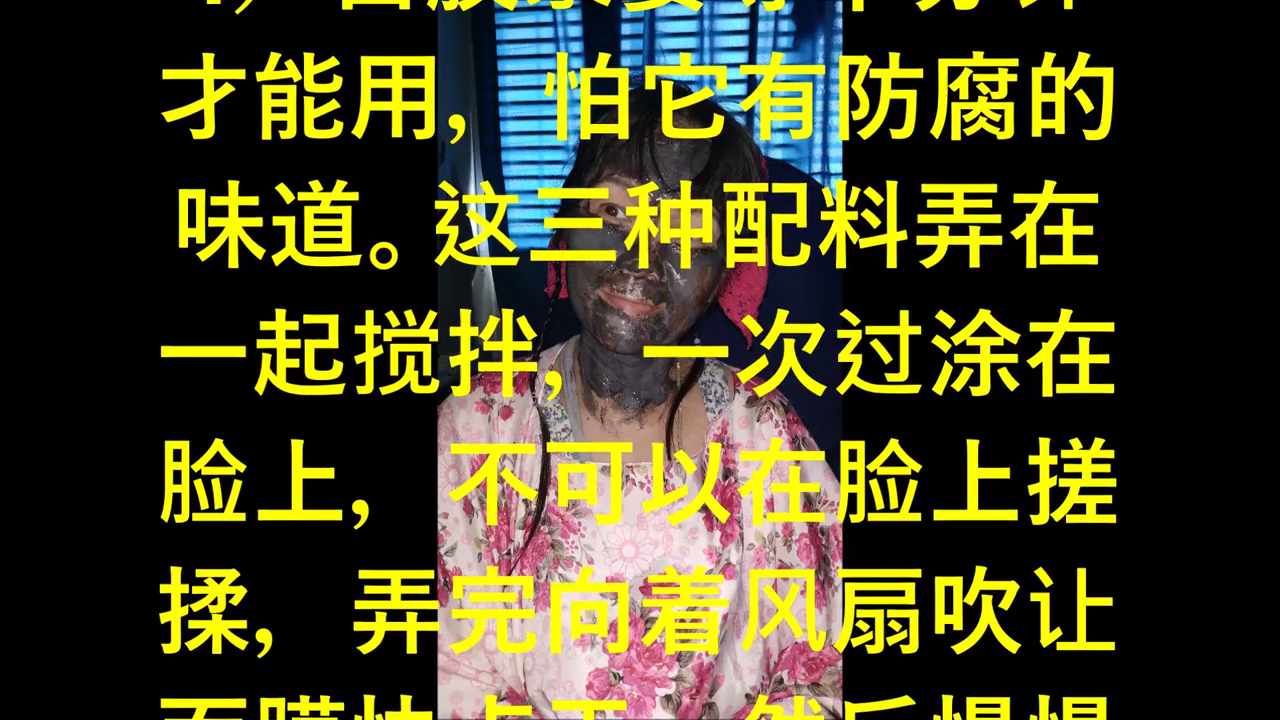 才能用, 怕它有防腐的
味道。这三种配料弄在
一起搅拌, 一次过涂在
脸上, 不可以在脸上搓
揉, 弄完向着风扇吹让